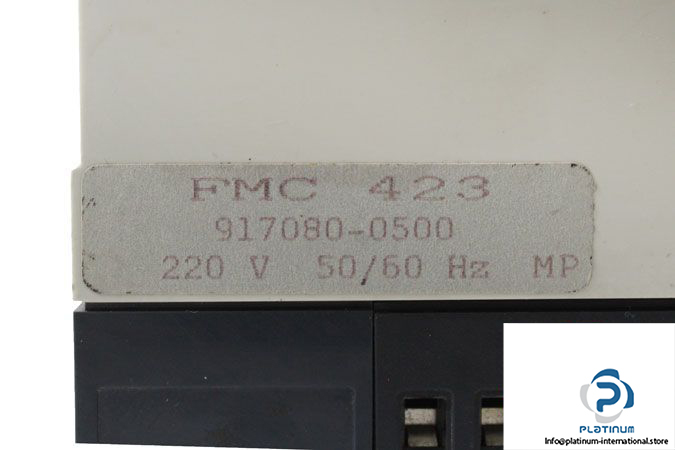 FMC 423
917080-0500
220 V 50/60 Hz MP
PLATINUM
Info@platinum-international.store